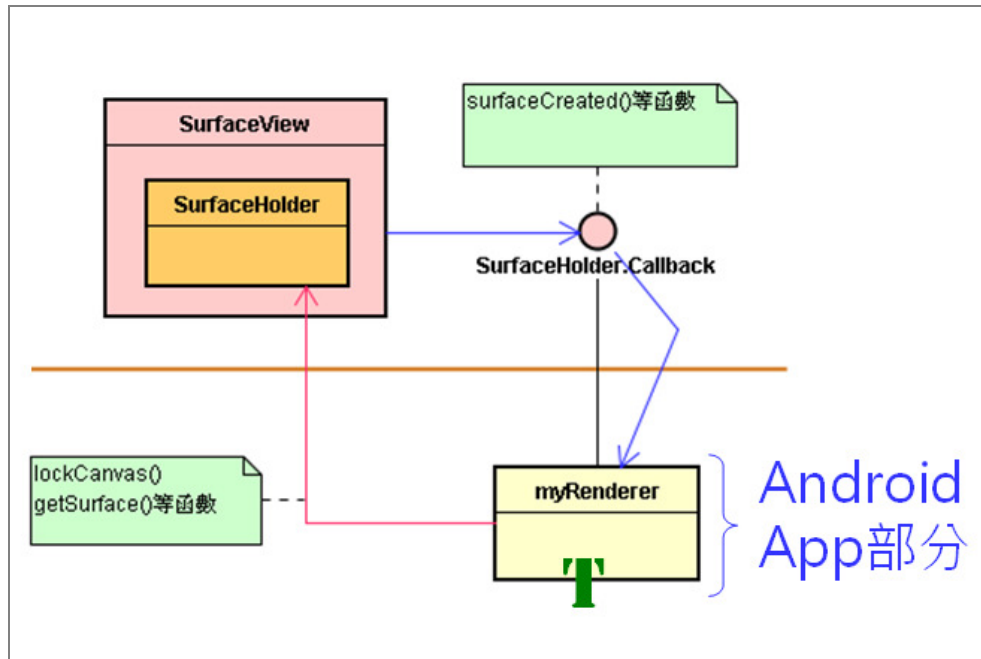 surfaceCreated()等函數
SurfaceView
SurfaceHolder
SurfaceHolder.Callback
lockCanvas()
getSurface()等函數
myRenderer
T
Android
App部分